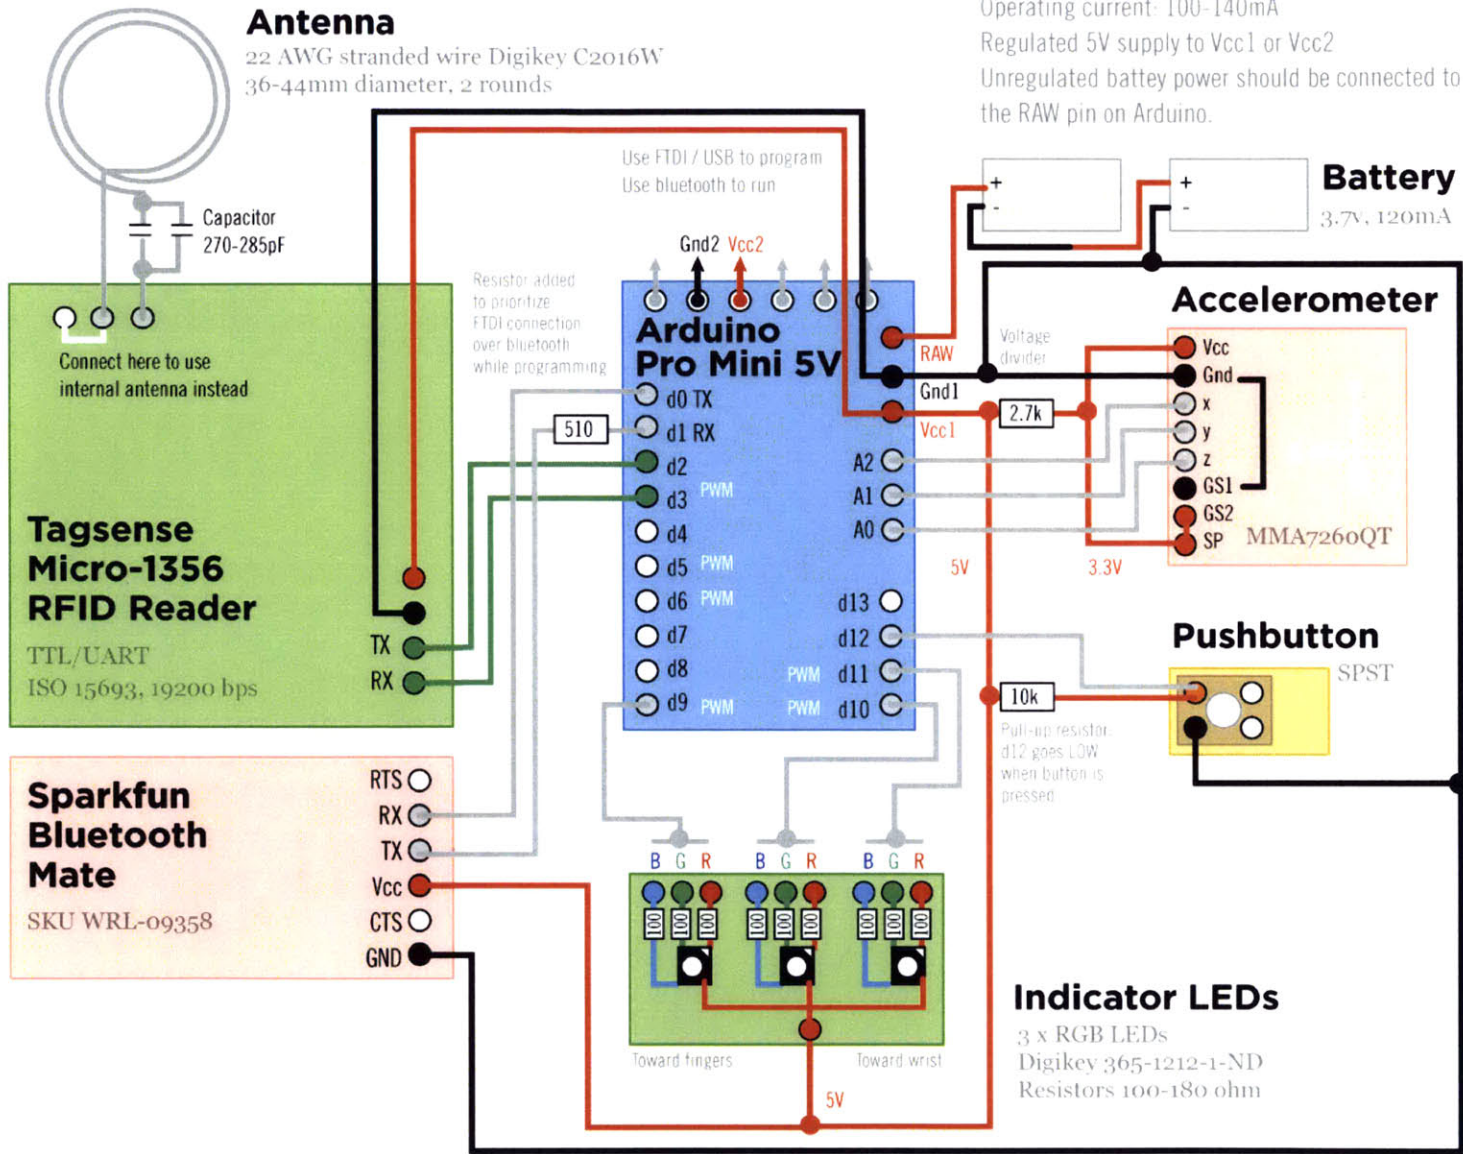 Antenna
22 AWG stranded wire Digikey C2016W
36-44mm diameter, 2 rounds
Operating current: 100-140mA
Regulated 5V supply to Vcc1 or Vcc2
Unregulated battey power should be connected to
the RAW pin on Arduino.
Use FTDI / USB to program
Use bluetooth to run
+
-
+
-
Battery
3.7v, 120mA
Capacitor
270-285pF
Gnd2 Vcc2
Resistor added
to prioritize
FTDI connection
over bluetooth
while programming
Connect here to use
internal antenna instead
Arduino
Pro Mini 5V
RAW
Gnd1
Vcc1
Voltage
divider
2.7k
Accelerometer
Vcc
Gnd
x
y
z
GS1
GS2
SP
MMA7260QT
d0 TX
510
d1 RX
d2
d3 PWM
d4
d5 PWM
d6 PWM
d7
d8
d9 PWM
A2
A1
A0
d13
d12
PWM d11
PWM d10
5V
3.3V
Tagsense
Micro-1356
RFID Reader
TTL/UART
ISO 15693, 19200 bps
TX
RX
Pushbutton
SPST
10k
Pull-up resistor.
d12 goes LOW
when button is
pressed
Sparkfun
Bluetooth
Mate
SKU WRL-09358
RTS
RX
TX
Vcc
CTS
GND
B G R
B G R
B G R
100 100 100
100 100 100
100 100 100
Toward fingers
Toward wrist
5V
Indicator LEDs
3 x RGB LEDs
Digikey 365-1212-1-ND
Resistors 100-180 ohm